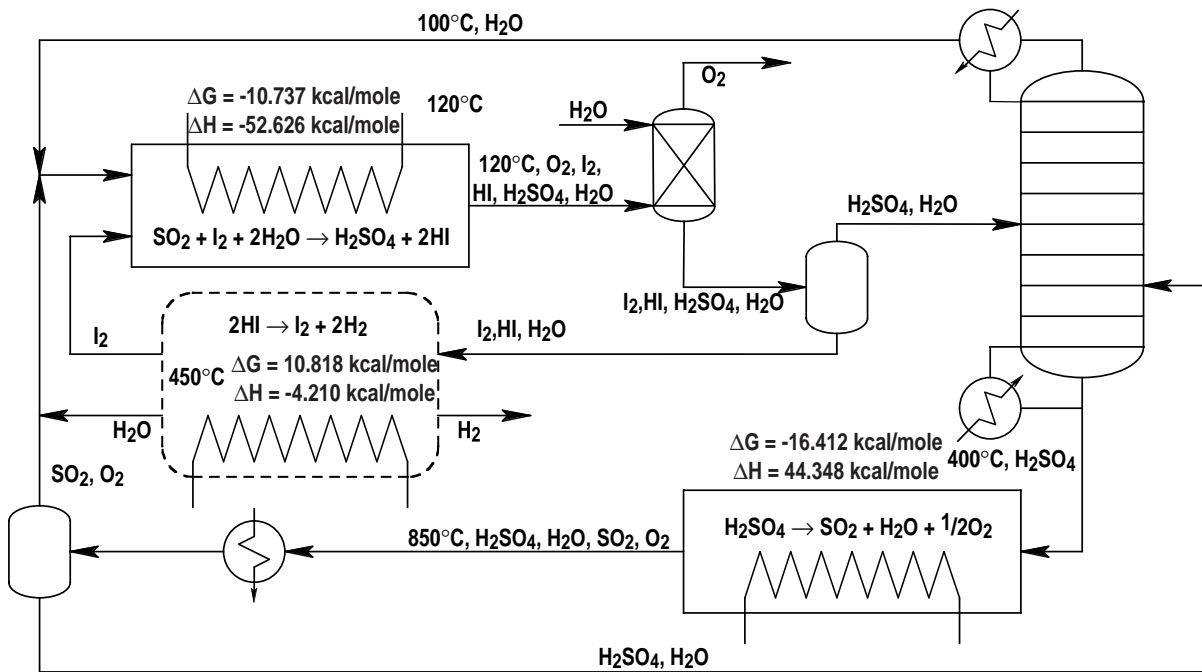 100°C, H₂O
O₂
ΔG = -10.737 kcal/mole
ΔH = -52.626 kcal/mole
120°C
H₂O
120°C, O₂, I₂,
HI, H₂SO₄, H₂O
SO₂ + I₂ + 2H₂O → H₂SO₄ + 2HI
H₂SO₄, H₂O
I₂,HI, H₂SO₄, H₂O
I₂
2HI → I₂ + 2H₂
450°C
ΔG = 10.818 kcal/mole
ΔH = -4.210 kcal/mole
I₂,HI, H₂O
H₂O
H₂
SO₂, O₂
400°C, H₂SO₄
ΔG = -16.412 kcal/mole
ΔH = 44.348 kcal/mole
H₂SO₄ → SO₂ + H₂O + ¹/2O₂
850°C, H₂SO₄, H₂O, SO₂, O₂
H₂SO₄, H₂O